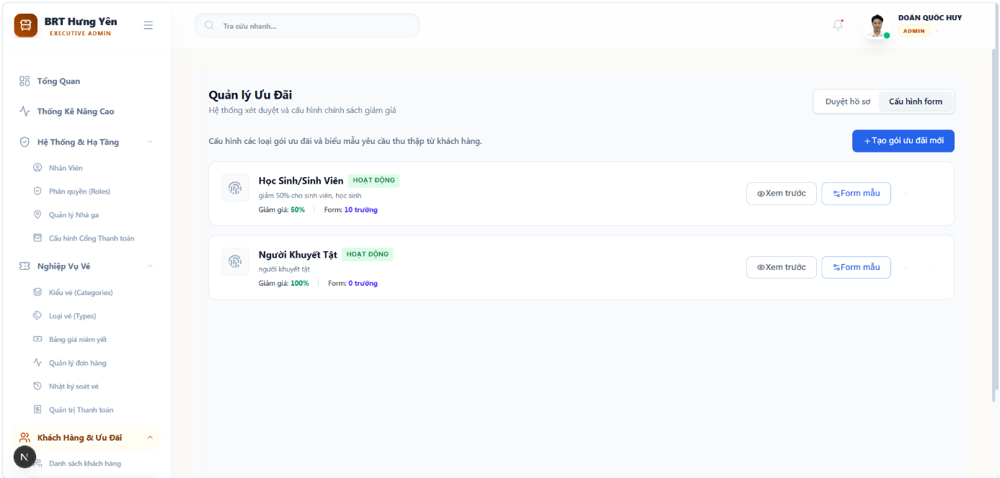 BRT Hưng Yên
EXECUTIVE ADMIN
Tra cứu nhanh...
DOÃN QUỐC HUY
ADMIN
Tổng Quan
Thống Kê Nâng Cao
Hệ Thống & Hạ Tầng
Nhân Viên
Phân quyền (Roles)
Quản lý Nhà ga
Cấu hình Cổng Thanh toán
Nghiệp Vụ Vé
Kiểu vé (Categories)
Loại vé (Types)
Bảng giá niêm yết
Quản lý đơn hàng
Nhật ký soát vé
Quản trị Thanh toán
Khách Hàng & Ưu Đãi
N
Danh sách khách hàng
Quản lý Ưu Đãi
Hệ thống xét duyệt và cấu hình chính sách giảm giá
Duyệt hồ sơ
Cấu hình form
Cấu hình các loại gói ưu đãi và biểu mẫu yêu cầu thu thập từ khách hàng.
+ Tạo gói ưu đãi mới
Học Sinh/Sinh Viên HOẠT ĐỘNG
giảm 50% cho sinh viên, học sinh
Giảm giá: 50% Form: 10 trường
Xem trước
Form mẫu
Người Khuyết Tật HOẠT ĐỘNG
người khuyết tật
Giảm giá: 100% Form: 0 trường
Xem trước
Form mẫu